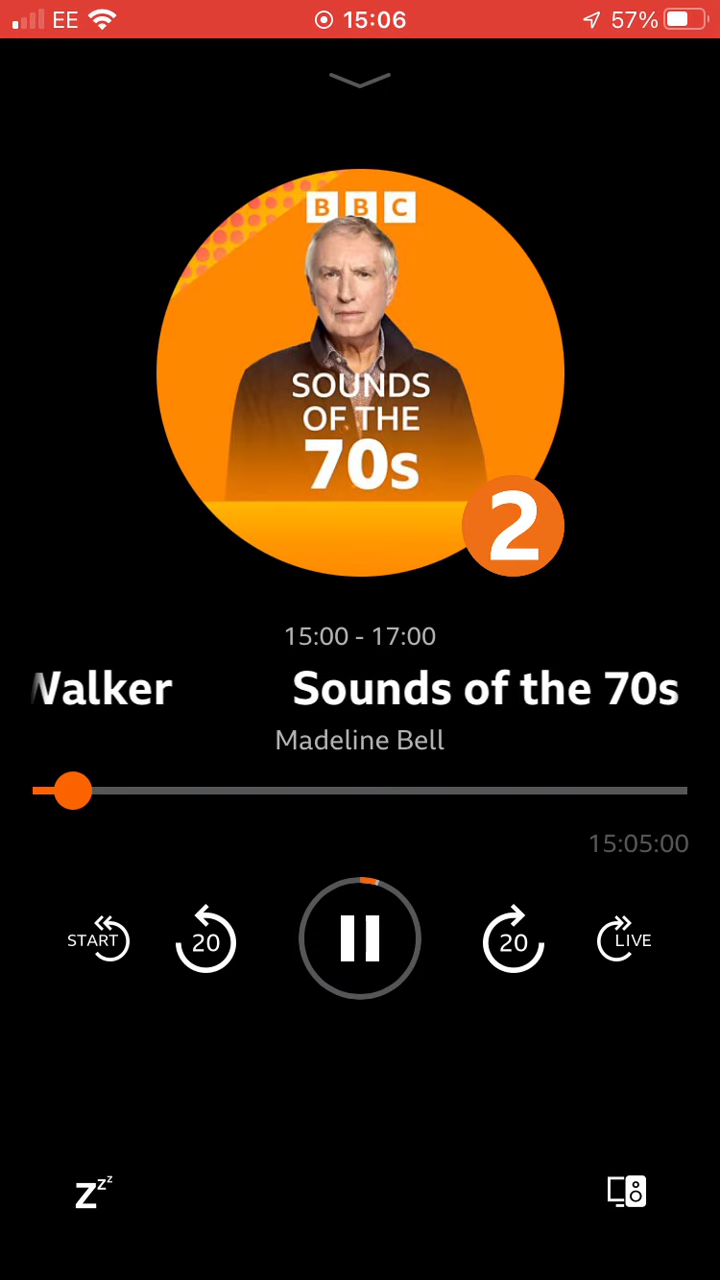 EE 15:06 57%
BBC
SOUNDS
OF THE
70s
2
15:00 - 17:00
Walker Sounds of the 70s
Madeline Bell
15:05:00
START 20 20 LIVE
Zzz